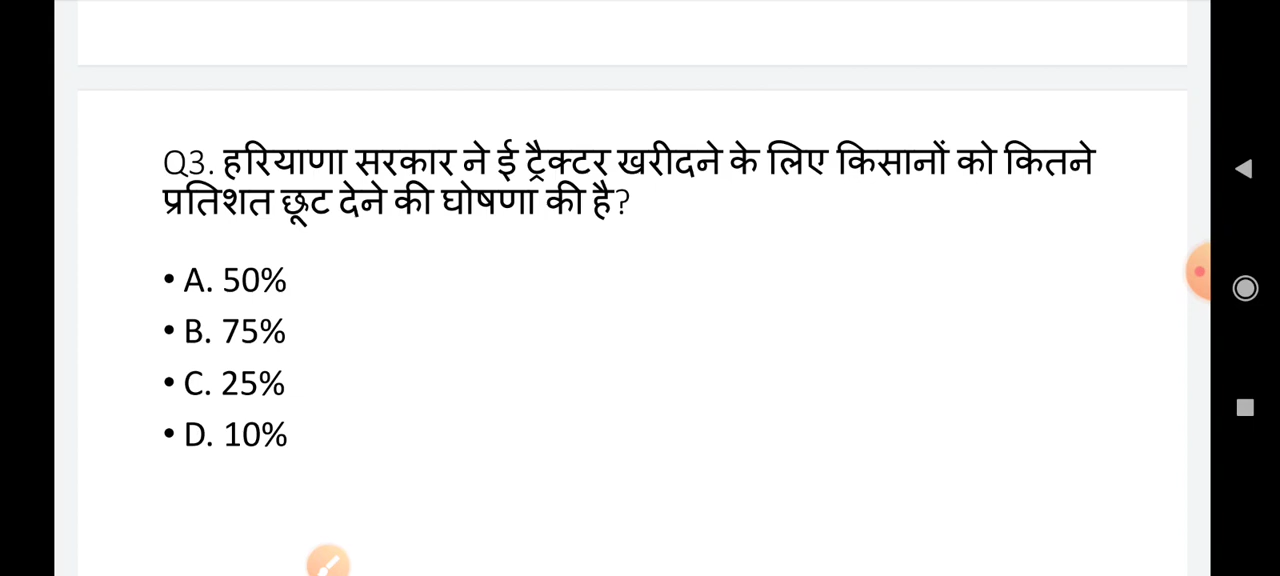 Q3. हरियाणा सरकार ने ई ट्रैक्टर खरीदने के लिए किसानों को कितने
प्रतिशत छूट देने की घोषणा की है?
• A. 50%
• B. 75%
• C. 25%
• D. 10%